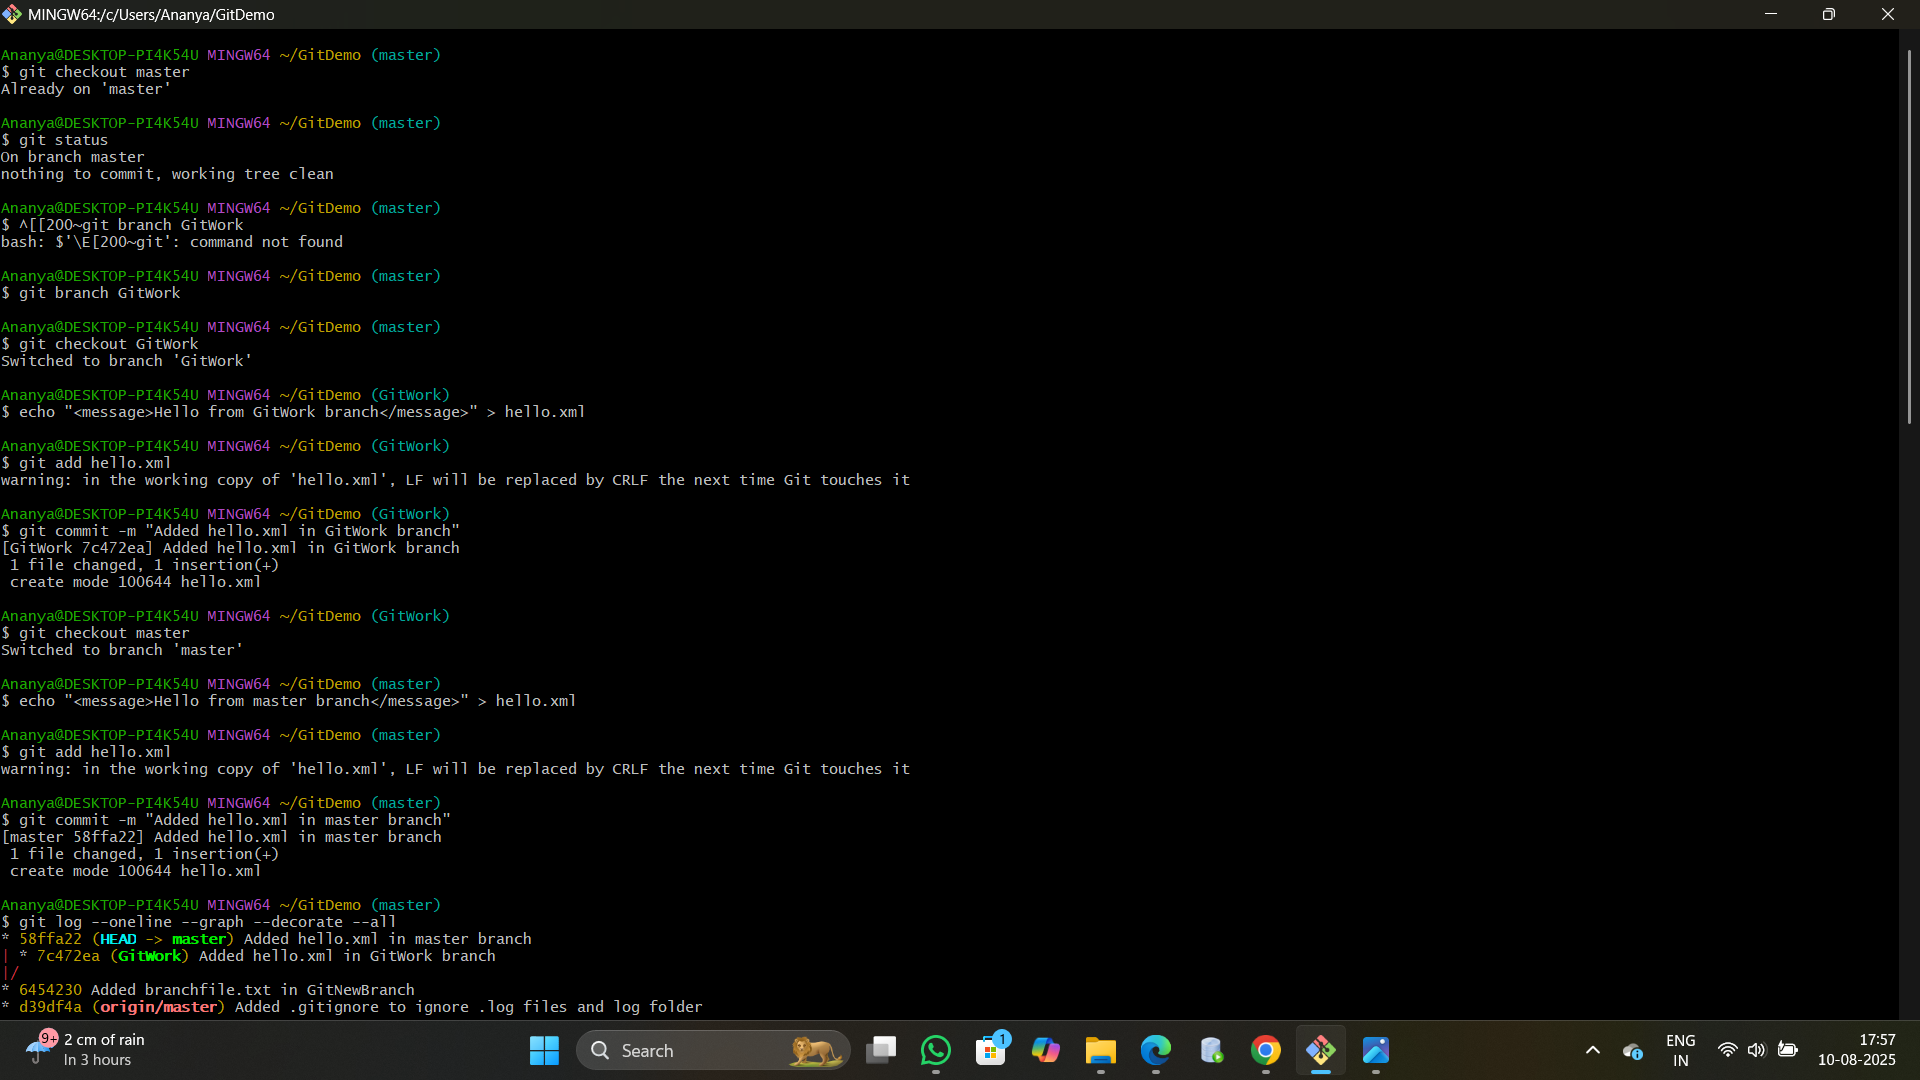 MINGW64:/c/Users/Ananya/GitDemo
Ananya@DESKTOP-PI4K54U MINGW64 ~/GitDemo (master)
$ git checkout master
Already on 'master'
Ananya@DESKTOP-PI4K54U MINGW64 ~/GitDemo (master)
$ git status
On branch master
nothing to commit, working tree clean
Ananya@DESKTOP-PI4K54U MINGW64 ~/GitDemo (master)
$ ^[[200~git branch GitWork
bash: $'\E[200~git': command not found
Ananya@DESKTOP-PI4K54U MINGW64 ~/GitDemo (master)
$ git branch GitWork
Ananya@DESKTOP-PI4K54U MINGW64 ~/GitDemo (master)
$ git checkout GitWork
Switched to branch 'GitWork'
Ananya@DESKTOP-PI4K54U MINGW64 ~/GitDemo (GitWork)
$ echo "<message>Hello from GitWork branch</message>" > hello.xml
Ananya@DESKTOP-PI4K54U MINGW64 ~/GitDemo (GitWork)
$ git add hello.xml
warning: in the working copy of 'hello.xml', LF will be replaced by CRLF the next time Git touches it
Ananya@DESKTOP-PI4K54U MINGW64 ~/GitDemo (GitWork)
$ git commit -m "Added hello.xml in GitWork branch"
[GitWork 7c472ea] Added hello.xml in GitWork branch
1 file changed, 1 insertion(+)
create mode 100644 hello.xml
Ananya@DESKTOP-PI4K54U MINGW64 ~/GitDemo (GitWork)
$ git checkout master
Switched to branch 'master'
Ananya@DESKTOP-PI4K54U MINGW64 ~/GitDemo (master)
$ echo "<message>Hello from master branch</message>" > hello.xml
Ananya@DESKTOP-PI4K54U MINGW64 ~/GitDemo (master)
$ git add hello.xml
warning: in the working copy of 'hello.xml', LF will be replaced by CRLF the next time Git touches it
Ananya@DESKTOP-PI4K54U MINGW64 ~/GitDemo (master)
$ git commit -m "Added hello.xml in master branch"
[master 58ffa22] Added hello.xml in master branch
1 file changed, 1 insertion(+)
create mode 100644 hello.xml
Ananya@DESKTOP-PI4K54U MINGW64 ~/GitDemo (master)
$ git log --oneline --graph --decorate --all
* 58ffa22 (HEAD -> master) Added hello.xml in master branch
| * 7c472ea (GitWork) Added hello.xml in GitWork branch
|/
* 6454230 Added branchfile.txt in GitNewBranch
* d39df4a (origin/master) Added .gitignore to ignore .log files and log folder
9+
2 cm of rain
In 3 hours
Search
1
ENG
IN
17:57
10-08-2025